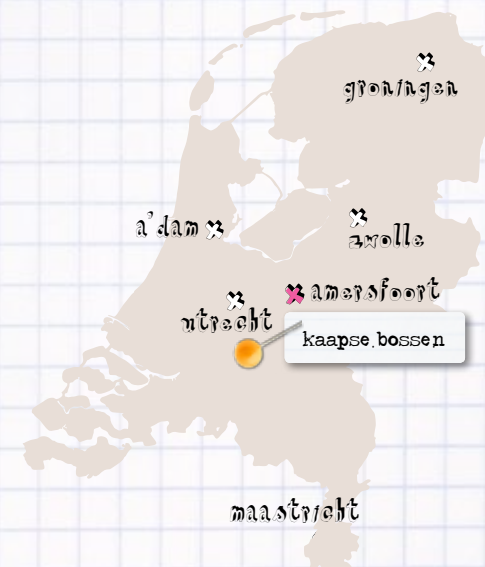 groningen
a'dam
zwolle
amersfoort
utrecht
kaapse.bossen
maastricht